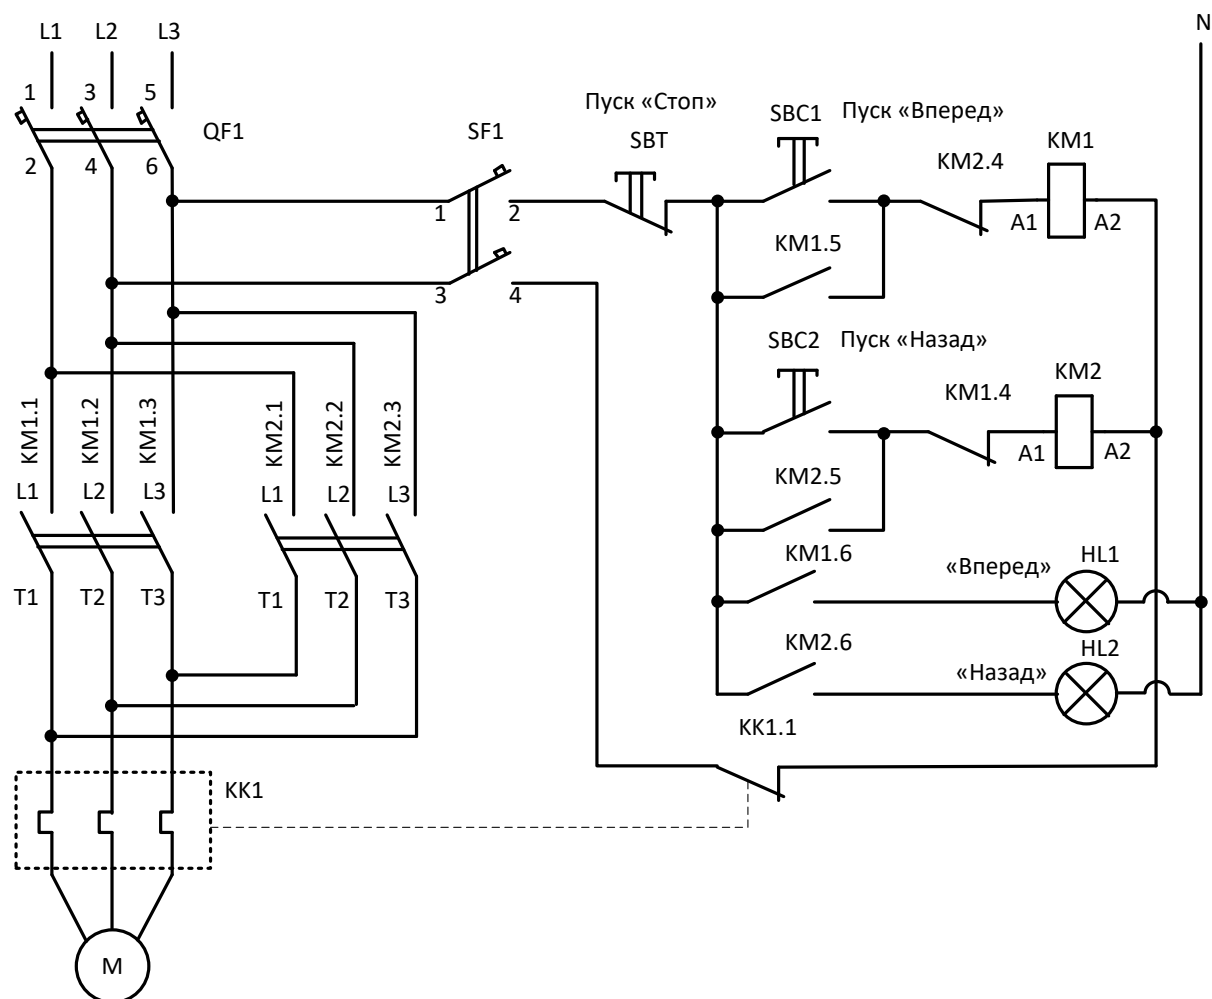 L1 L2 L3 N
1 3 5 Пуск «Стоп» SBC1 Пуск «Вперед»
QF1 SF1 SBT KM2.4 KM1
2 4 6
1 2 A1 A2
KM1.5
3 4
SBC2 Пуск «Назад»
KM1.1 KM1.2 KM1.3 KM2.1 KM2.2 KM2.3 KM1.4 KM2
A1 A2
L1 L2 L3 L1 L2 L3 KM2.5
KM1.6 «Вперед» HL1
T1 T2 T3 T1 T2 T3
KM2.6 «Назад» HL2
KK1.1
KK1
M